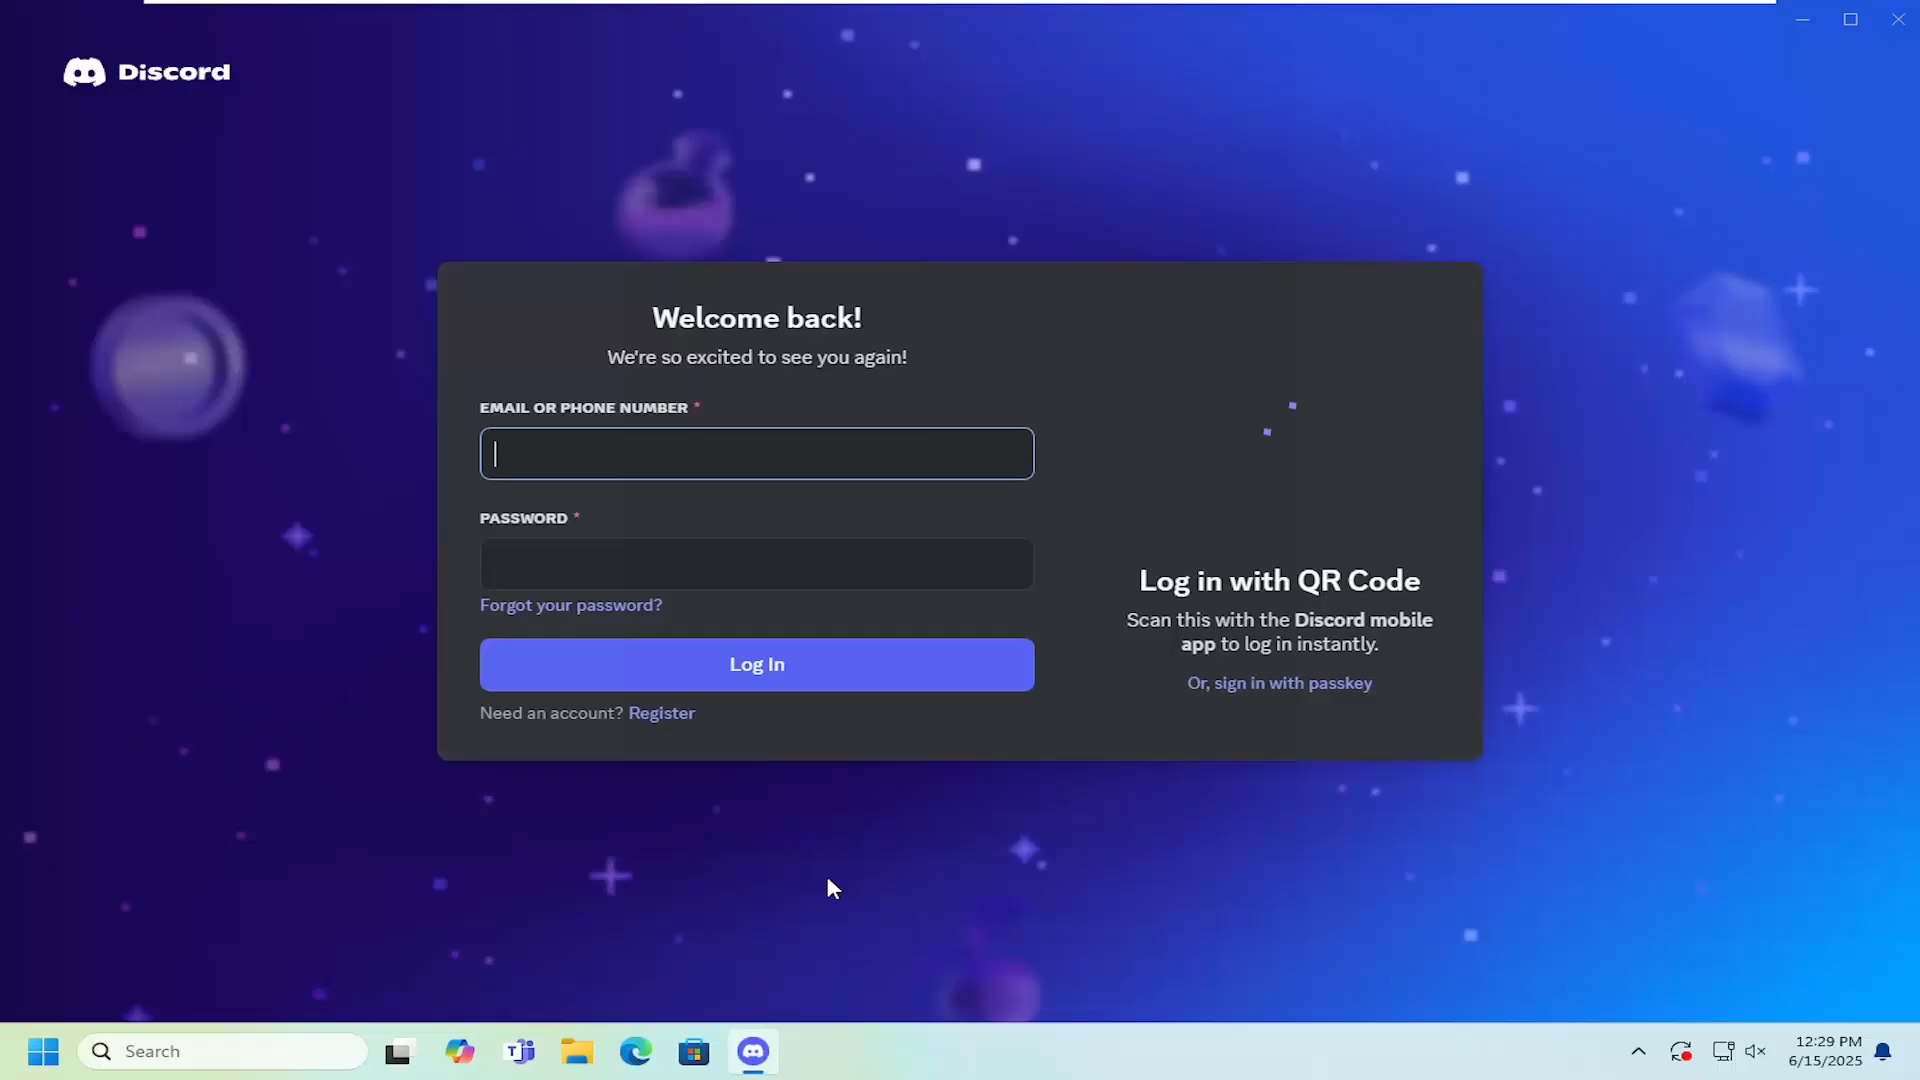 Discord
Welcome back!
We're so excited to see you again!
EMAIL OR PHONE NUMBER *
PASSWORD *
Forgot your password?
Log In
Need an account? Register
Log in with QR Code
Scan this with the Discord mobile
app to log in instantly.
Or, sign in with passkey
Search
12:29 PM
6/15/2025